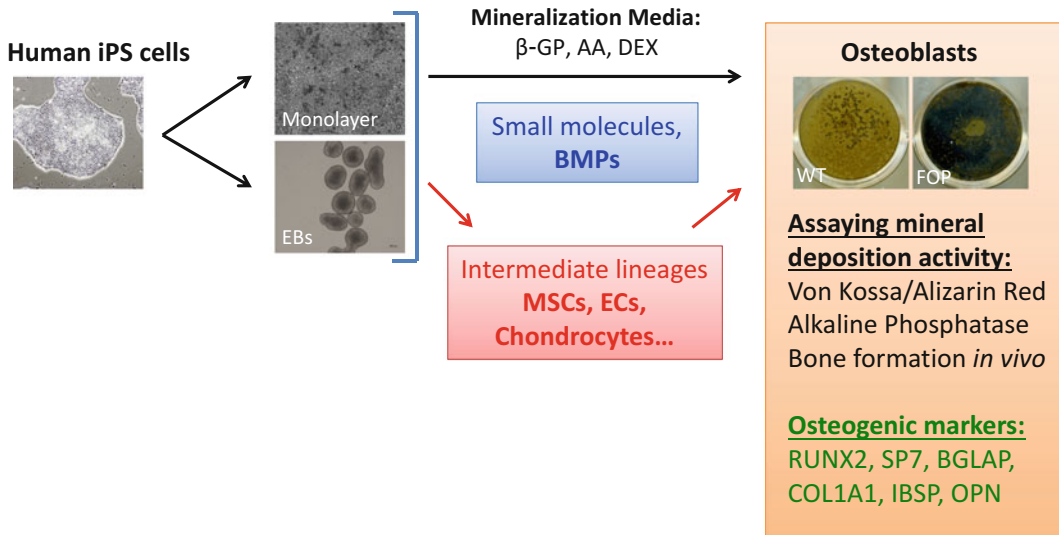 Human iPS cells
Monolayer
EBs
Mineralization Media:
β-GP, AA, DEX
Small molecules,
BMPs
Intermediate lineages
MSCs, ECs,
Chondrocytes…
Osteoblasts
WT
FOP
Assaying mineral
deposition activity:
Von Kossa/Alizarin Red
Alkaline Phosphatase
Bone formation in vivo
Osteogenic markers:
RUNX2, SP7, BGLAP,
COL1A1, IBSP, OPN